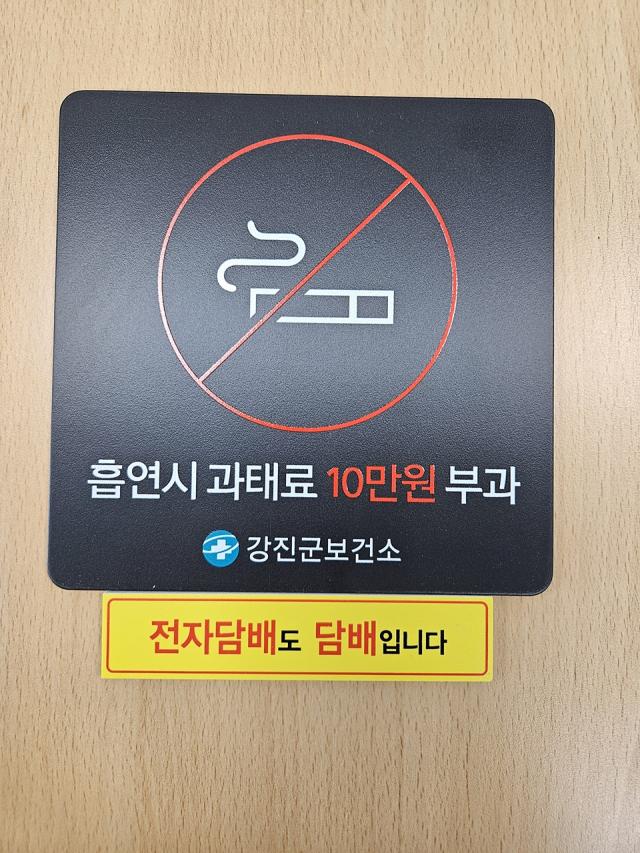 흡연시 과태료 10만원 부과
강진군보건소
전자담배도 담배입니다